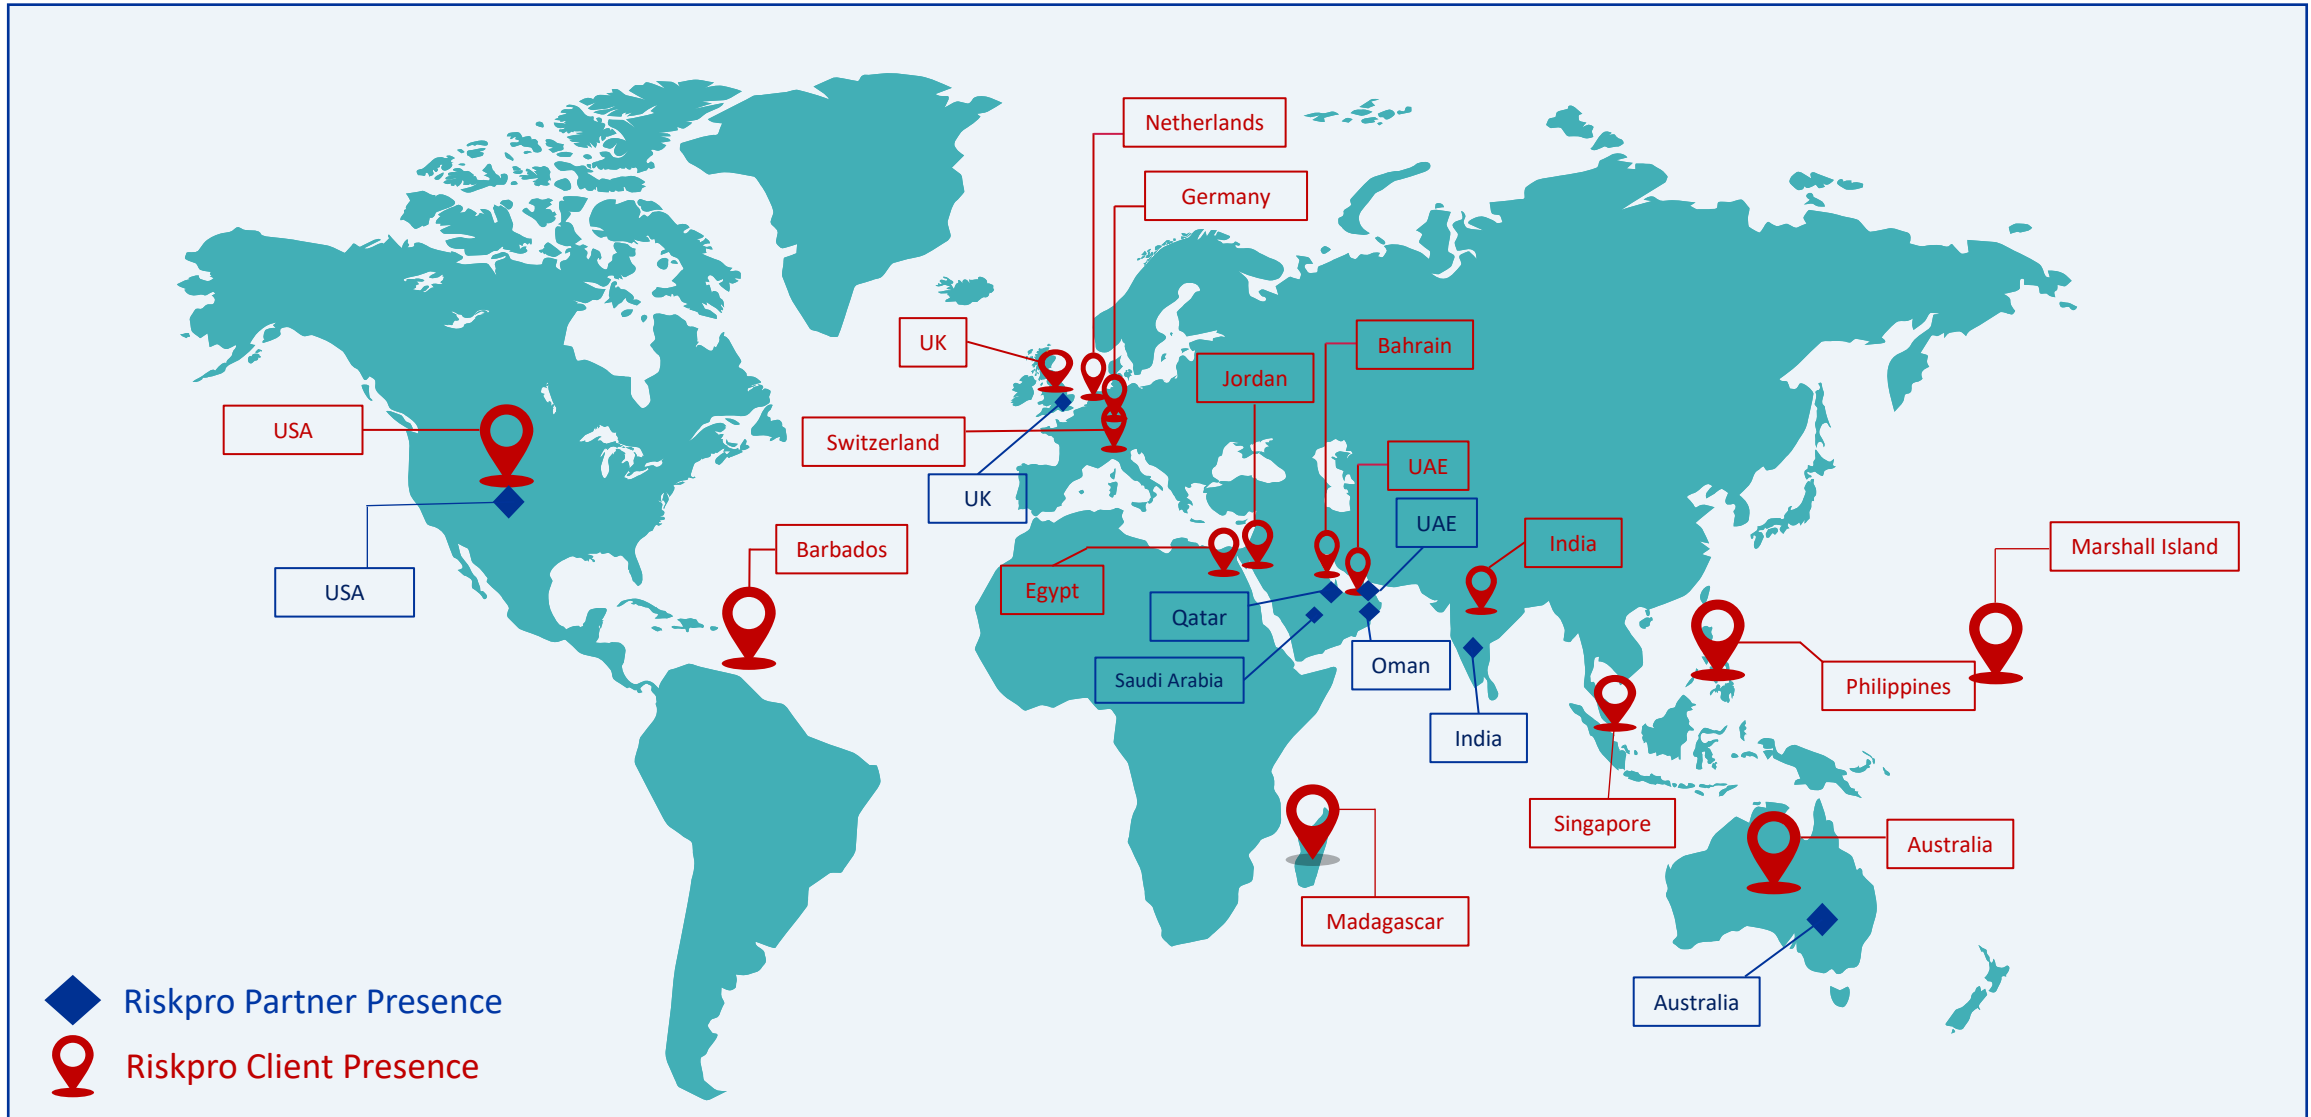 Netherlands
Germany
UK
Bahrain
Jordan
USA
Switzerland
UAE
UK
UAE
India
Barbados
Marshall Island
USA
Egypt
Qatar
Oman
Saudi Arabia
Philippines
India
Singapore
Australia
Madagascar
Australia
Riskpro Partner Presence
Riskpro Client Presence